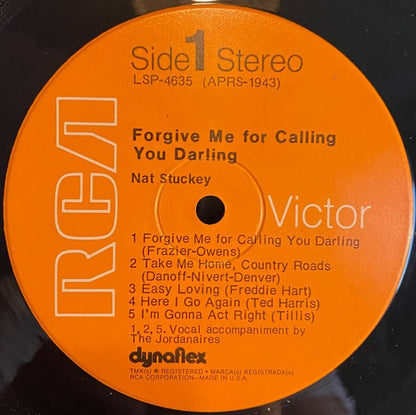 Side 1 Stereo
LSP-4635 (APRS-1943)
Forgive Me for Calling
You Darling
Nat Stuckey
RCA
Victor
1 Forgive Me for Calling You Darling
(Frazier-Owens)
2 Take Me Home, Country Roads
(Danoff-Nivert-Denver)
3 Easy Loving (Freddie Hart)
4 Here I Go Again (Ted Harris)
5 I'm Gonna Act Right (Tillis)
1, 2, 5. Vocal accompaniment by
The Jordanaires
dynaflex
TMK(s) ® REGISTERED • MARCA(s) REGISTRADA(s)
RCA CORPORATION-MADE IN U.S.A.